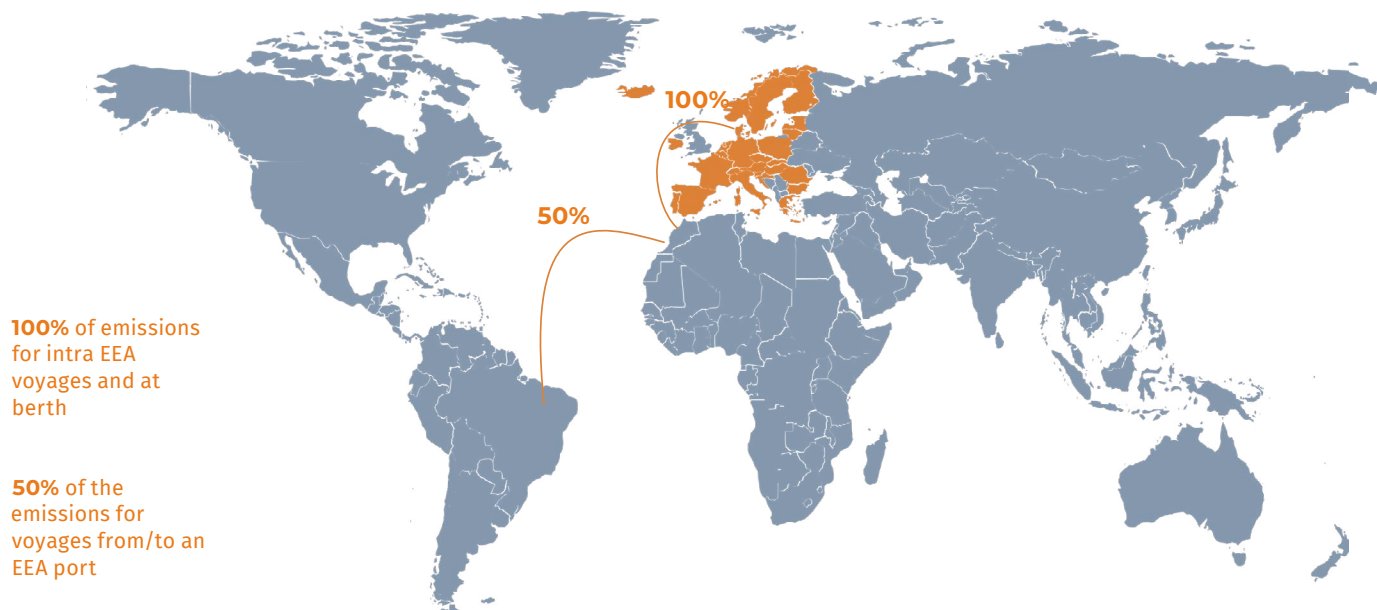 100%
50%
100% of emissions
for intra EEA
voyages and at
berth
50% of the
emissions for
voyages from/to an
EEA port